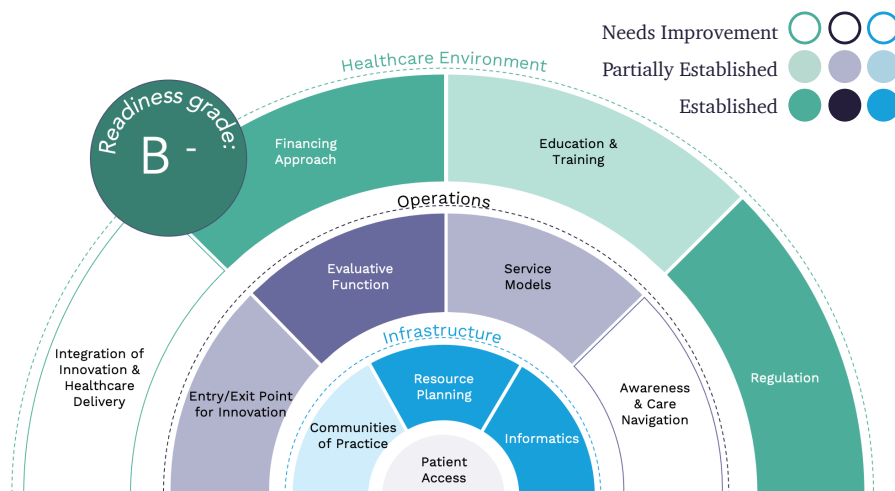 Needs Improvement
Partially Established
Established
Healthcare Environment
Readiness grade:
B -
Financing
Approach
Education &
Training
Operations
Evaluative
Function
Service
Models
Infrastructure
Integration of
Innovation &
Healthcare
Delivery
Entry/Exit Point
for Innovation
Resource
Planning
Communities
of Practice
Informatics
Awareness
& Care
Navigation
Regulation
Patient
Access